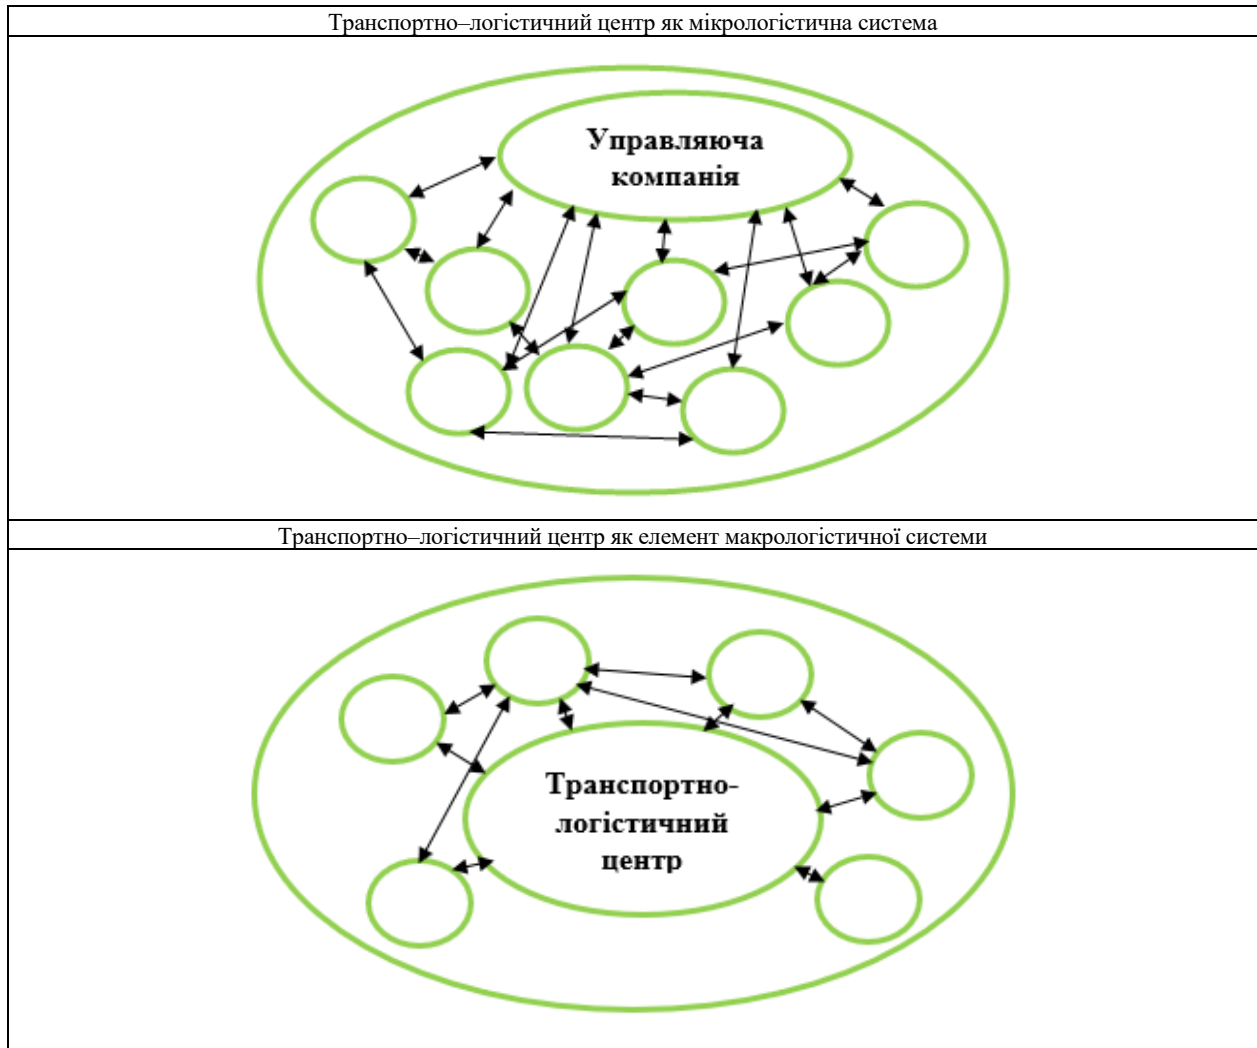 Транспортно–логістичний центр як мікрологістична система
Управляюча
компанія
Транспортно–логістичний центр як елемент макрологістичної системи
Транспортно-
логістичний
центр